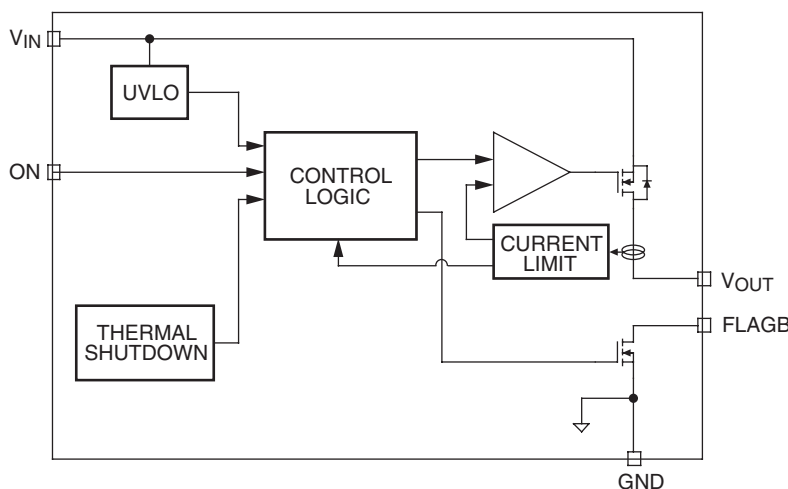 VIN
UVLO
ON
CONTROL
LOGIC
CURRENT
LIMIT
VOUT
THERMAL
SHUTDOWN
FLAGB
GND